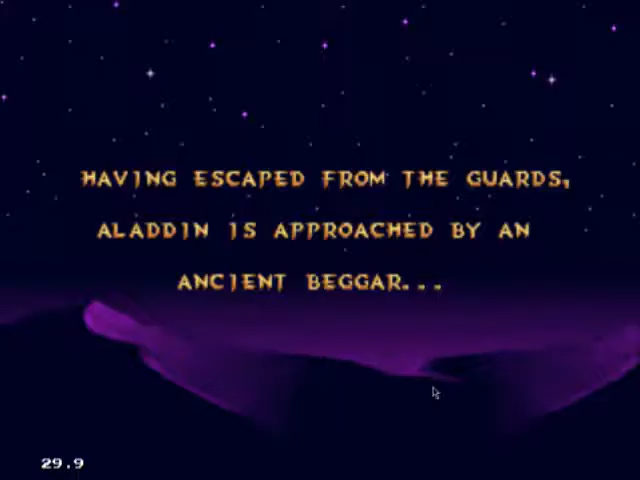 HAVING ESCAPED FROM THE GUARDS,
ALADDIN IS APPROACHED BY AN
ANCIENT BEGGAR...
29.9